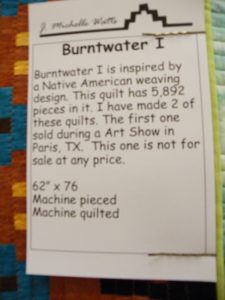 J. Michelle Watts
Burntwater I
Burntwater I is inspired by
a Native American weaving
design. This quilt has 5,892
pieces in it. I have made 2 of
these quilts. The first one
sold during a Art Show in
Paris, TX. This one is not for
sale at any price.
62" x 76
Machine pieced
Machine quilted